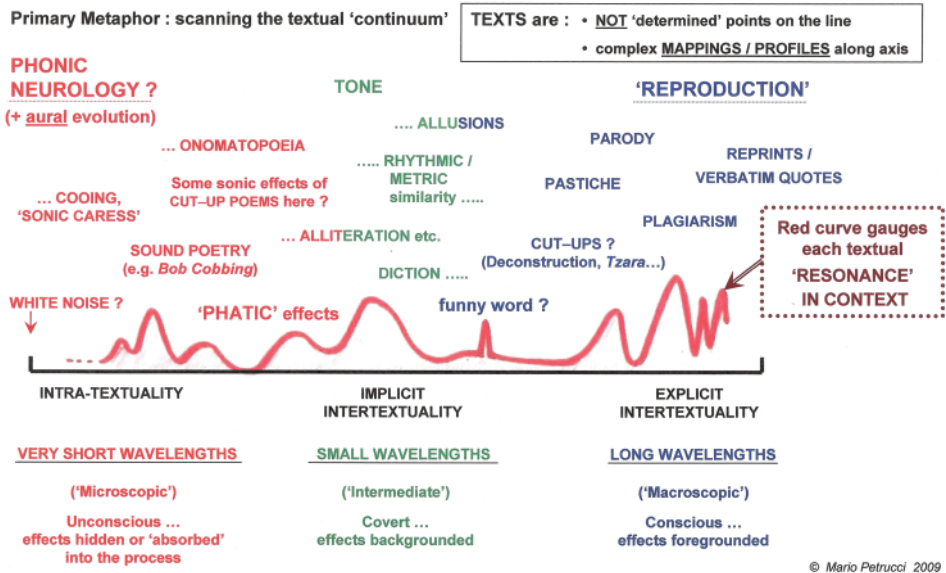 Primary Metaphor : scanning the textual ‘continuum’
TEXTS are : • NOT ‘determined’ points on the line
• complex MAPPINGS / PROFILES along axis
PHONIC
NEUROLOGY ?
(+ aural evolution)
TONE
‘REPRODUCTION’
… ONOMATOPOEIA
Some sonic effects of
CUT–UP POEMS here ?
… COOING,
‘SONIC CARESS’
SOUND POETRY
(e.g. Bob Cobbing)
WHITE NOISE ?
…. ALLUSIONS
….. RHYTHMIC /
METRIC
similarity …..
… ALLITERATION etc.
DICTION …..
‘PHATIC’ effects
PARODY
REPRINTS /
VERBATIM QUOTES
PASTICHE
PLAGIARISM
CUT–UPS ?
(Deconstruction, Tzara…)
funny word ?
Red curve gauges
each textual
‘RESONANCE’
IN CONTEXT
INTRA-TEXTUALITY
IMPLICIT
INTERTEXTUALITY
EXPLICIT
INTERTEXTUALITY
VERY SHORT WAVELENGTHS
(‘Microscopic’)
Unconscious …
effects hidden or ‘absorbed’
into the process
SMALL WAVELENGTHS
(‘Intermediate’)
Covert …
effects backgrounded
LONG WAVELENGTHS
(‘Macroscopic’)
Conscious …
effects foregrounded
© Mario Petrucci 2009